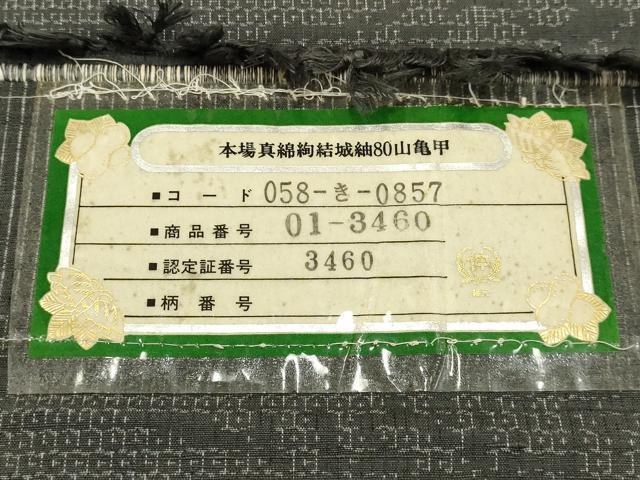 本場真綿絢結城紬80山亀甲
■コード 058-き-0857
■商品番号 01-3460
■認定証番号 3460
■柄番号